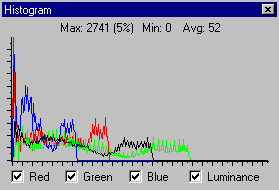 Histogram
Max: 2741 (5%) Min: 0 Avg: 52
Red Green Blue Luminance